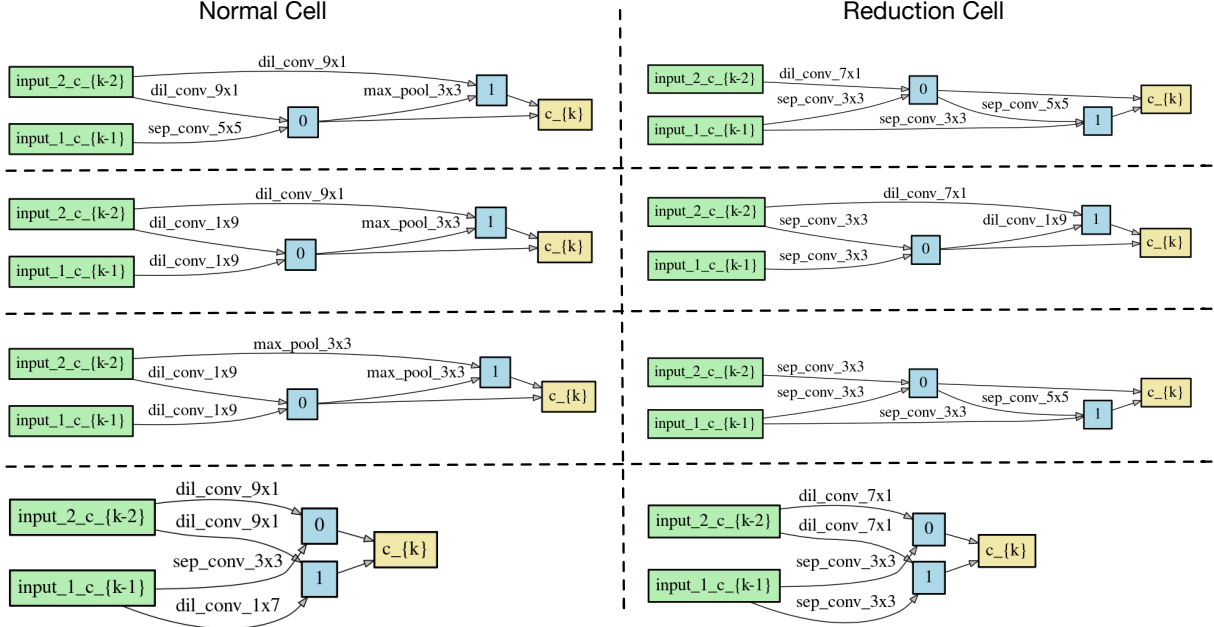 Normal Cell
Reduction Cell
dil_conv_9x1
input_2_c_{k-2}
dil_conv_9x1
max_pool_3x3
1
0
c_{k}
input_1_c_{k-1}
sep_conv_5x5
input_2_c_{k-2}
dil_conv_7x1
0
sep_conv_3x3
sep_conv_5x5
c_{k}
input_1_c_{k-1}
sep_conv_3x3
1
dil_conv_9x1
input_2_c_{k-2}
dil_conv_1x9
max_pool_3x3
1
0
c_{k}
input_1_c_{k-1}
dil_conv_1x9
dil_conv_7x1
input_2_c_{k-2}
sep_conv_3x3
dil_conv_1x9
1
0
c_{k}
input_1_c_{k-1}
sep_conv_3x3
max_pool_3x3
input_2_c_{k-2}
dil_conv_1x9
max_pool_3x3
1
0
c_{k}
input_1_c_{k-1}
dil_conv_1x9
input_2_c_{k-2}
sep_conv_3x3
0
sep_conv_3x3
sep_conv_5x5
c_{k}
input_1_c_{k-1}
sep_conv_3x3
1
dil_conv_9x1
input_2_c_{k-2}
dil_conv_9x1
0
c_{k}
sep_conv_3x3
1
input_1_c_{k-1}
dil_conv_1x7
dil_conv_7x1
input_2_c_{k-2}
dil_conv_7x1
0
c_{k}
sep_conv_3x3
1
input_1_c_{k-1}
sep_conv_3x3